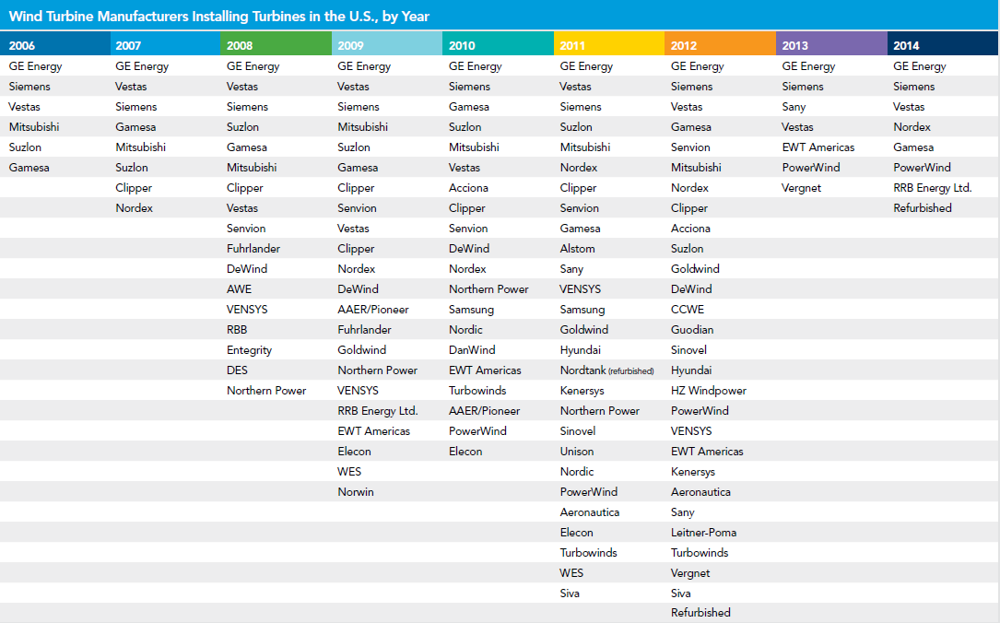 Wind Turbine Manufacturers Installing Turbines in the U.S., by Year
2006 2007 2008 2009 2010 2011 2012 2013 2014
GE Energy GE Energy GE Energy GE Energy GE Energy GE Energy GE Energy GE Energy GE Energy
Siemens Vestas Vestas Vestas Siemens Vestas Siemens Siemens Siemens
Vestas Siemens Siemens Siemens Gamesa Siemens Vestas Sany Vestas
Mitsubishi Gamesa Suzlon Mitsubishi Suzlon Suzlon Gamesa Vestas Nordex
Suzlon Mitsubishi Gamesa Suzlon Mitsubishi Mitsubishi Senvion EWT Americas Gamesa
Gamesa Suzlon Mitsubishi Gamesa Vestas Nordex Mitsubishi PowerWind PowerWind
Clipper Clipper Clipper Acciona Clipper Nordex Vergnet RRB Energy Ltd.
Nordex Vestas Senvion Clipper Senvion Clipper Refurbished
Senvion Vestas Senvion Gamesa Acciona
Fuhrlander Clipper DeWind Alstom Suzlon
DeWind Nordex Nordex Sany Goldwind
AWE DeWind Northern Power VENSYS DeWind
VENSYS AAER/Pioneer Samsung Samsung CCWE
RBB Fuhrlander Nordic Goldwind Guodian
Entegrity Goldwind DanWind Hyundai Sinovel
DES Northern Power EWT Americas Nordtank (refurbished) Hyundai
Northern Power VENSYS Turbowinds Kenersys HZ Windpower
RRB Energy Ltd. AAER/Pioneer Northern Power PowerWind
EWT Americas PowerWind Sinovel VENSYS
Elecon Elecon Unison EWT Americas
WES Nordic Kenersys
Norwin PowerWind Aeronautica
Aeronautica Sany
Elecon Leitner-Poma
Turbowinds Turbowinds
WES Vergnet
Siva Siva
Refurbished